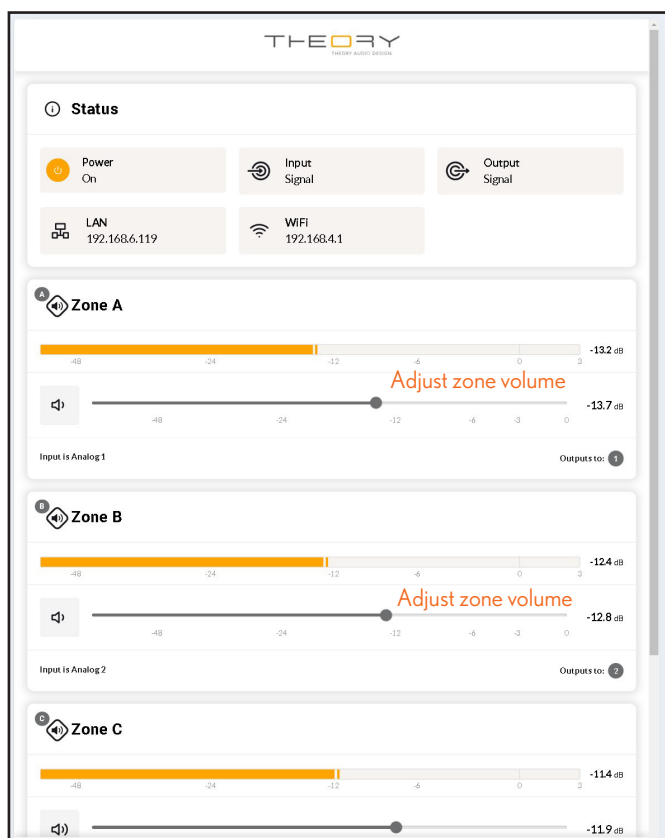 THEORY
THEORY AUDIO DESIGN
Status
Power
On
Input
Signal
Output
Signal
LAN
192.168.6.119
WiFi
192.168.4.1
A
Zone A
-13.2 dB
-48 -24 -12 -6 0 3
Adjust zone volume
-13.7 dB
-48 -24 -12 -6 -3 0
Input is Analog 1
Outputs to: 1
B
Zone B
-12.4 dB
-48 -24 -12 -6 0 3
Adjust zone volume
-12.8 dB
-48 -24 -12 -6 -3 0
Input is Analog 2
Outputs to: 2
C
Zone C
-11.4 dB
-48 -24 -12 -6 0 3
-11.9 dB